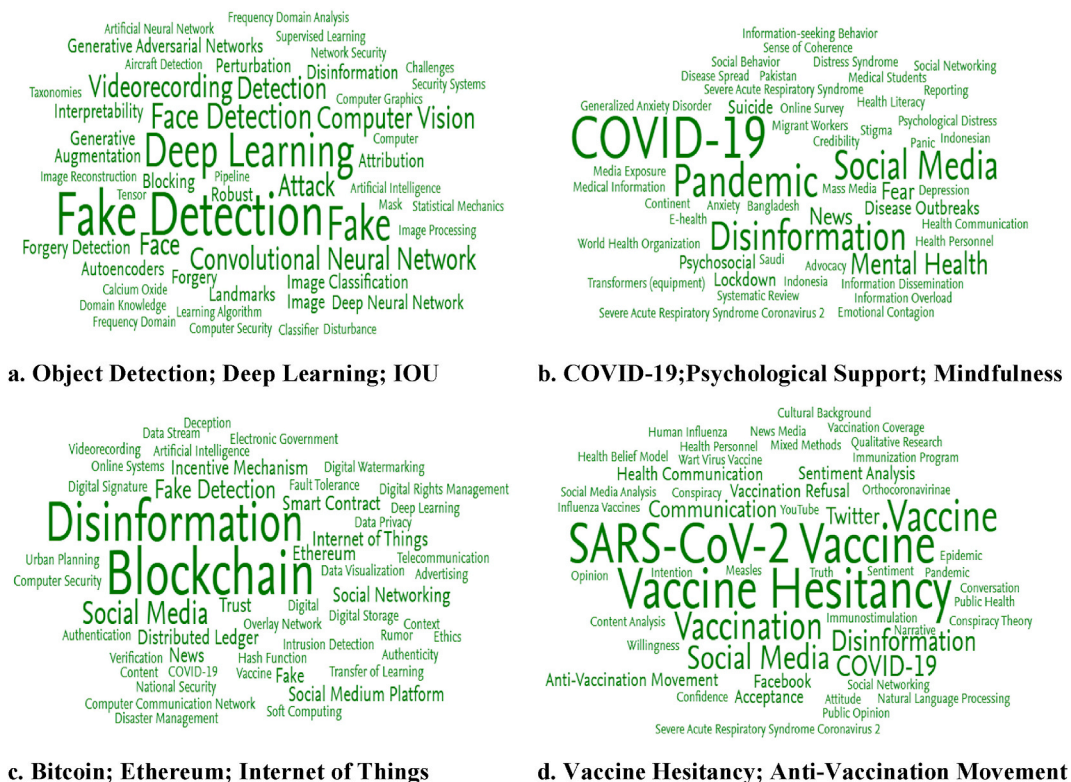 Frequency Domain Analysis
Artificial Neural Network
Supervised Learning
Generative Adversarial Networks
Network Security
Aircraft Detection Perturbation Disinformation Challenges
Taxonomies Videorecording Detection Security Systems
Computer Graphics
Interpretability Face Detection Computer Vision
Generative Deep Learning Computer
Augmentation Attribution
Image Reconstruction Blocking Pipeline Attack Artificial Intelligence
Tensor Robust Mask Statistical Mechanics
Fake Detection Fake Image Processing
Forgery Detection Face Convolutional Neural Network
Autoencoders Forgery Image Classification
Calcium Oxide Landmarks Image Deep Neural Network
Domain Knowledge Learning Algorithm
Frequency Domain Computer Security Classifier Disturbance
a. Object Detection; Deep Learning; IOU
Information-seeking Behavior
Sense of Coherence
Social Behavior Distress Syndrome Social Networking
Disease Spread Pakistan Medical Students
Severe Acute Respiratory Syndrome Reporting
Generalized Anxiety Disorder Suicide Online Survey Health Literacy
COVID-19 Migrant Workers Stigma Psychological Distress
Credibility Panic Indonesian
Media Exposure Pandemic Social Media
Medical Information Mass Media Fear Depression
Continent Anxiety Bangladesh News Disease Outbreaks
E-health Disinformation Health Communication
World Health Organization Health Personnel
Psychosocial Saudi Advocacy Mental Health
Transformers (equipment) Lockdown Indonesia Information Dissemination
Systematic Review Information Overload
Severe Acute Respiratory Syndrome Coronavirus 2 Emotional Contagion
b. COVID-19;Psychological Support; Mindfulness
Deception
Data Stream Electronic Government
Videorecording Artificial Intelligence
Online Systems Incentive Mechanism Digital Watermarking
Digital Signature Fake Detection Fault Tolerance Digital Rights Management
Smart Contract Deep Learning
Disinformation Data Privacy
Internet of Things
Urban Planning Blockchain Ethereum Telecommunication
Computer Security Data Visualization Advertising
Social Media Trust Digital Social Networking
Overlay Network Digital Storage Context
Authentication Distributed Ledger Intrusion Detection Rumor Ethics
Verification News Hash Function Authenticity
Content COVID-19 Vaccine Fake Transfer of Learning
National Security Social Medium Platform
Computer Communication Network Soft Computing
Disaster Management
c. Bitcoin; Ethereum; Internet of Things
Cultural Background
Human Influenza News Media Vaccination Coverage
Health Personnel Mixed Methods Qualitative Research
Health Belief Model Wart Virus Vaccine Immunization Program
Health Communication Sentiment Analysis
Social Media Analysis Conspiracy Vaccination Refusal Orthocoronavirinae
Influenza Vaccines Communication YouTube Twitter Vaccine
SARS-CoV-2 Vaccine Epidemic
Opinion Intention Measles Truth Sentiment Pandemic
Vaccine Hesitancy Conversation
Public Health
Content Analysis Vaccination Immunostimulation Conspiracy Theory
Narrative
Willingness Disinformation
Social Media COVID-19
Anti-Vaccination Movement Facebook Social Networking
Confidence Acceptance Attitude Natural Language Processing
Public Opinion
Severe Acute Respiratory Syndrome Coronavirus 2
d. Vaccine Hesitancy; Anti-Vaccination Movement